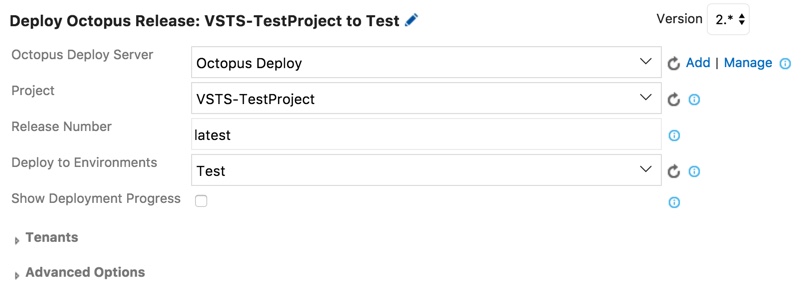 Deploy Octopus Release: VSTS-TestProject to Test
Version 2.*
Octopus Deploy Server Octopus Deploy Add | Manage
Project VSTS-TestProject
Release Number latest
Deploy to Environments Test
Show Deployment Progress
Tenants
Advanced Options